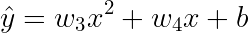 ŷ = w₃x² + w₄x + b